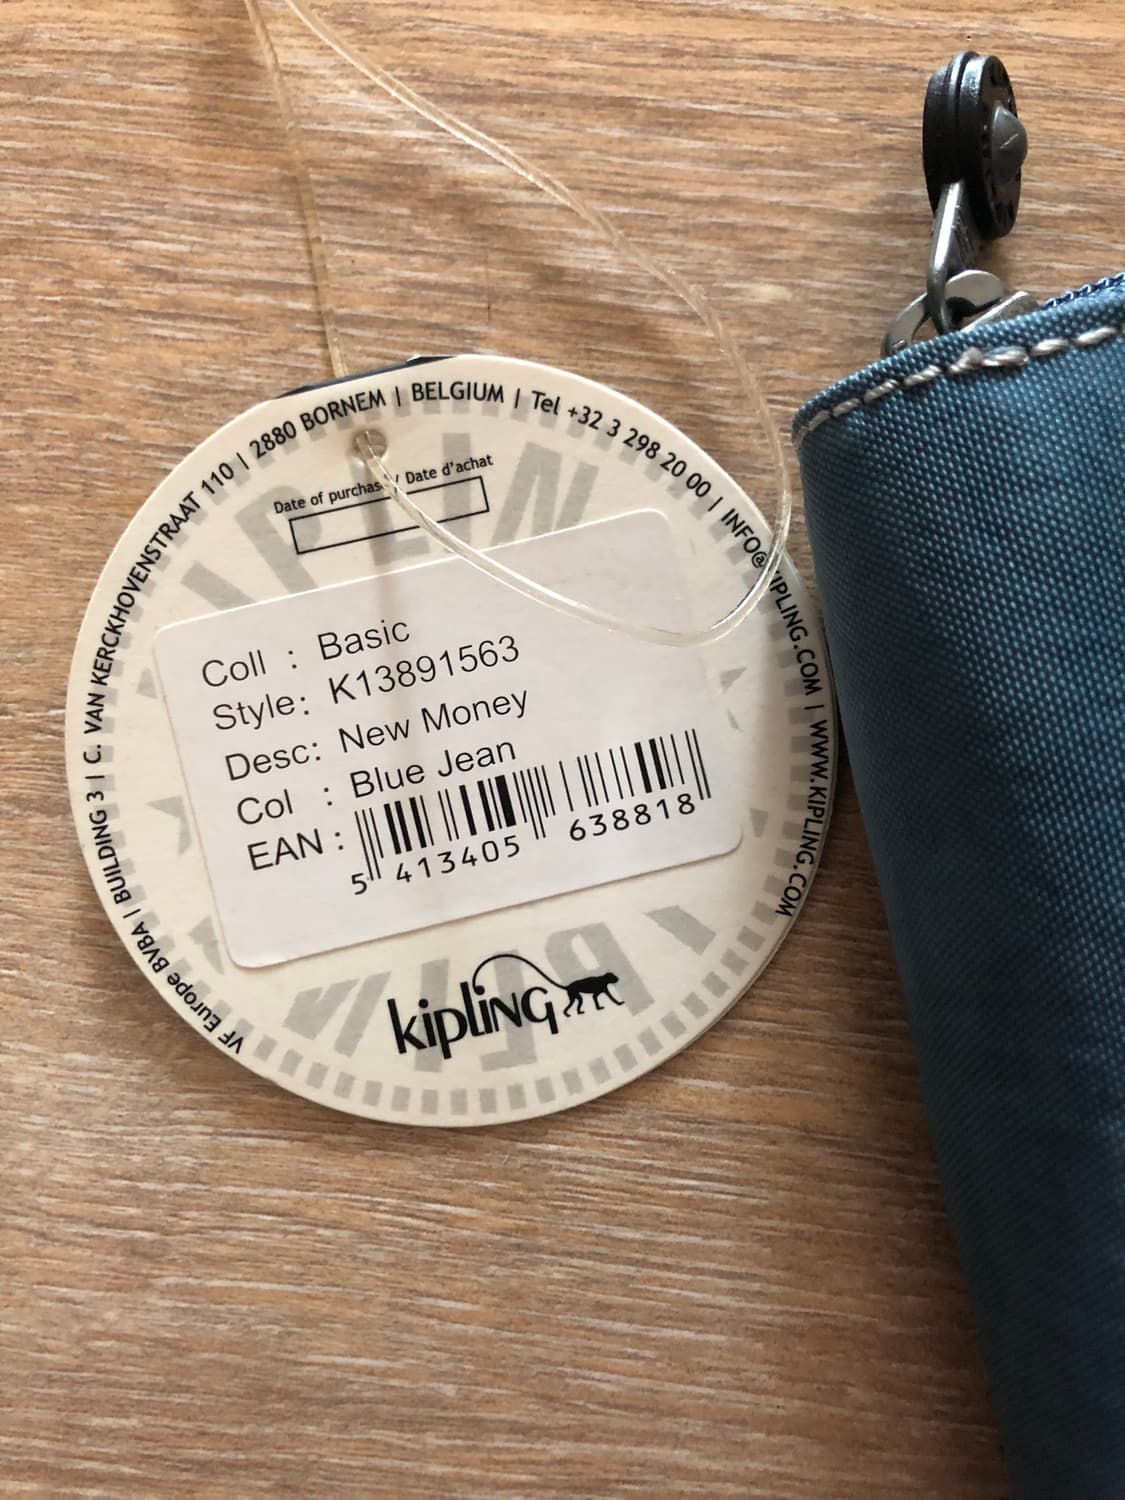 VF Europe BVBA | BUILDING 3 | C. VAN KERCKHOVENSTRAAT 110 | 2880 BORNEM | BELGIUM | Tel +32 3 298 20 00 | INFO@KIPLING.COM | WWW.KIPLING.COM
Date of purchase / Date d'achat
Coll : Basic
Style: K13891563
Desc: New Money
Col : Blue Jean
EAN :
5 413405 638818
kipling